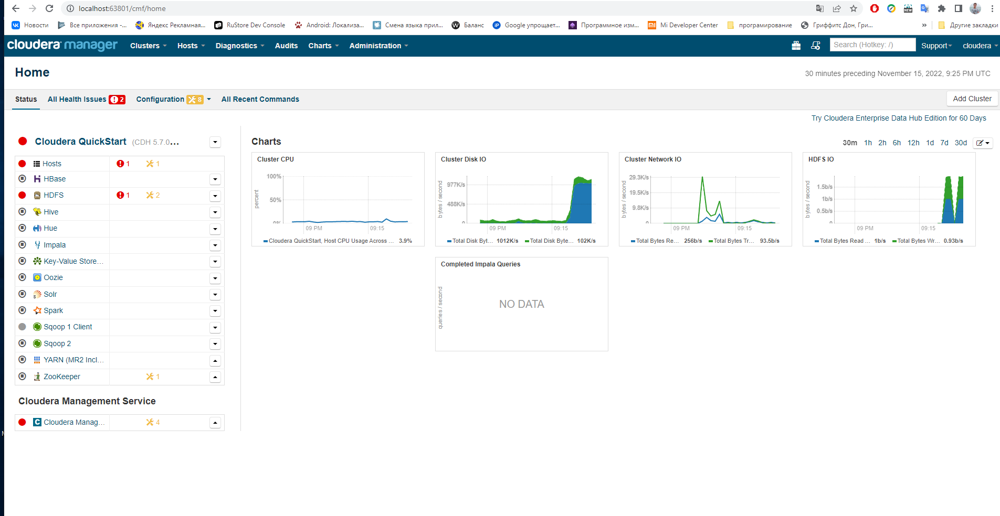 localhost:63801/cmf/home
Новости
Все приложения -...
Яндекс Рекламная...
RuStore Dev Console
Android: Локализа...
Смена языка прил...
Баланс
Google упрощает...
Программное изм...
Mi Developer Center
програмирование
Гриффитс Дон, Гри...
»
Другие закладки
cloudera manager
Clusters
Hosts
Diagnostics
Audits
Charts
Administration
Search (Hotkey: /)
Support
cloudera
Home
30 minutes preceding November 15, 2022, 9:25 PM UTC
Status
All Health Issues 2
Configuration 8
All Recent Commands
Add Cluster
Try Cloudera Enterprise Data Hub Edition for 60 Days
Cloudera QuickStart (CDH 5.7.0...
Hosts 1 1
HBase
HDFS 1 2
Hive
Hue
Impala
Key-Value Store...
Oozie
Solr
Spark
Sqoop 1 Client
Sqoop 2
YARN (MR2 Incl...
ZooKeeper 1
Cloudera Management Service
Cloudera Manag... 4
Charts
30m 1h 2h 6h 12h 1d 7d 30d
Cluster CPU
percent
100%
50%
0%
09 PM
09:15
Cloudera QuickStart, Host CPU Usage Across ... 3.9%
Cluster Disk IO
bytes / second
977K/s
488K/s
0
09 PM
09:15
Total Disk Byt... 1012K/s
Total Disk Byte... 102K/s
Cluster Network IO
bytes / second
29.3K/s
19.5K/s
9.8K/s
0
09 PM
09:15
Total Bytes Re... 256b/s
Total Bytes Tr... 93.5b/s
HDFS IO
bytes / second
1.5b/s
1b/s
0.5b/s
0
09 PM
09:15
Total Bytes Read ... 1b/s
Total Bytes Wr... 0.93b/s
Completed Impala Queries
queries / second
NO DATA